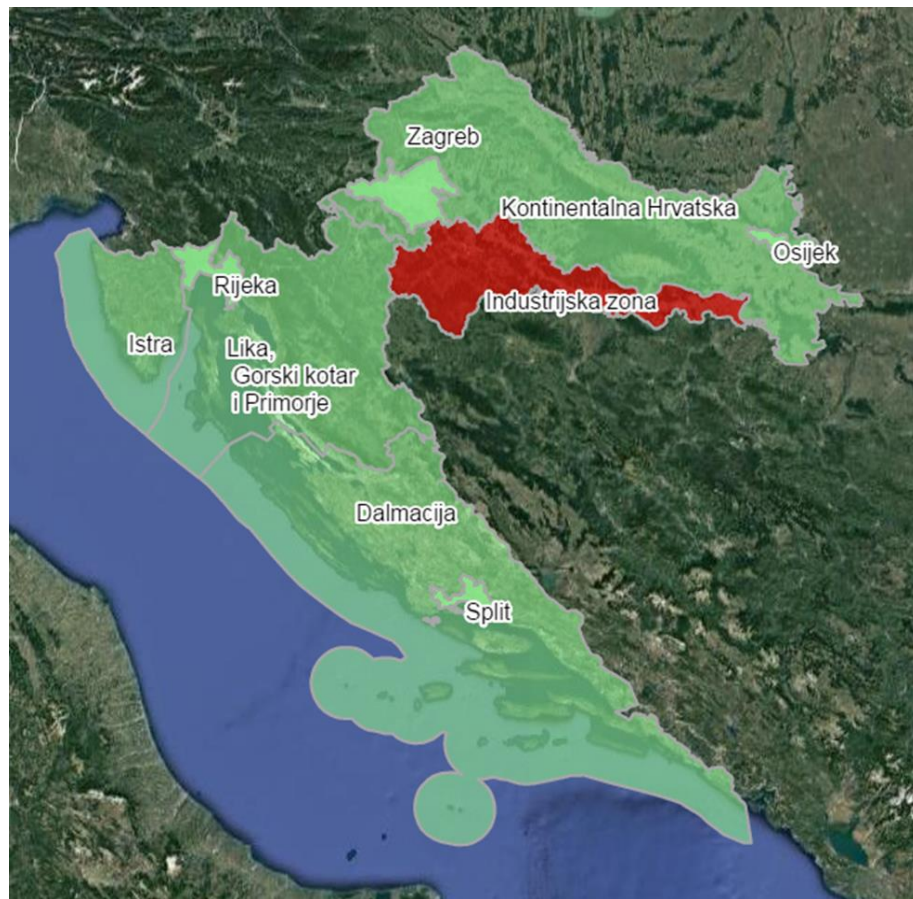 Zagreb
Kontinentalna Hrvatska
Osijek
Rijeka
Industrijska zona
Istra
Lika,
Gorski kotar
i Primorje
Dalmacija
Split